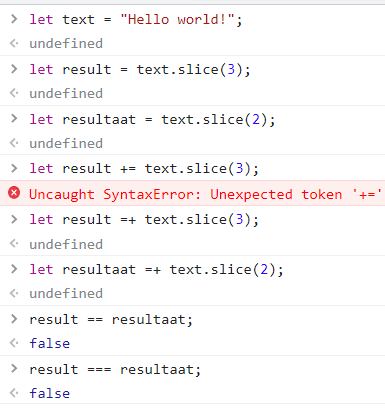 let text = "Hello world!";
undefined
let result = text.slice(3);
undefined
let resultaat = text.slice(2);
undefined
let result += text.slice(3);
Uncaught SyntaxError: Unexpected token '+='
let result =+ text.slice(3);
undefined
let resultaat =+ text.slice(2);
undefined
result == resultaat;
false
result === resultaat;
false